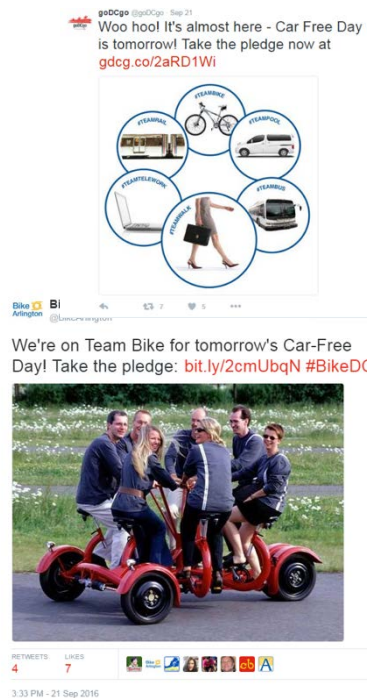 goDCgo @goDCgo · Sep 21
Woo hoo! It's almost here - Car Free Day
is tomorrow! Take the pledge now at
gdcg.co/2aRD1Wi
#TEAMBIKE
#TEAMRAIL
#TEAMPOOL
#TEAMTELEWORK
#TEAMBUS
#TEAMWALK
7
5
Bike
Arlington
Bi
We're on Team Bike for tomorrow's Car-Free
Day! Take the pledge: bit.ly/2cmUbqN #BikeDC
RETWEETS LIKES
4 7
3:33 PM - 21 Sep 2016